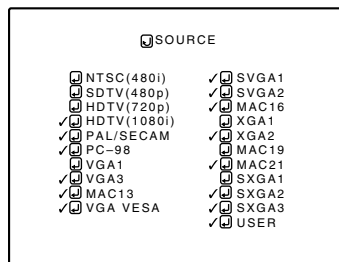 SOURCE
NTSC(480i)
SDTV(480p)
HDTV(720p)
✓ HDTV(1080i)
✓ PAL/SECAM
✓ PC–98
VGA1
✓ VGA3
✓ MAC13
✓ VGA VESA
✓ SVGA1
✓ SVGA2
✓ MAC16
XGA1
✓ XGA2
MAC19
✓ MAC21
SXGA1
✓ SXGA2
✓ SXGA3
✓ USER